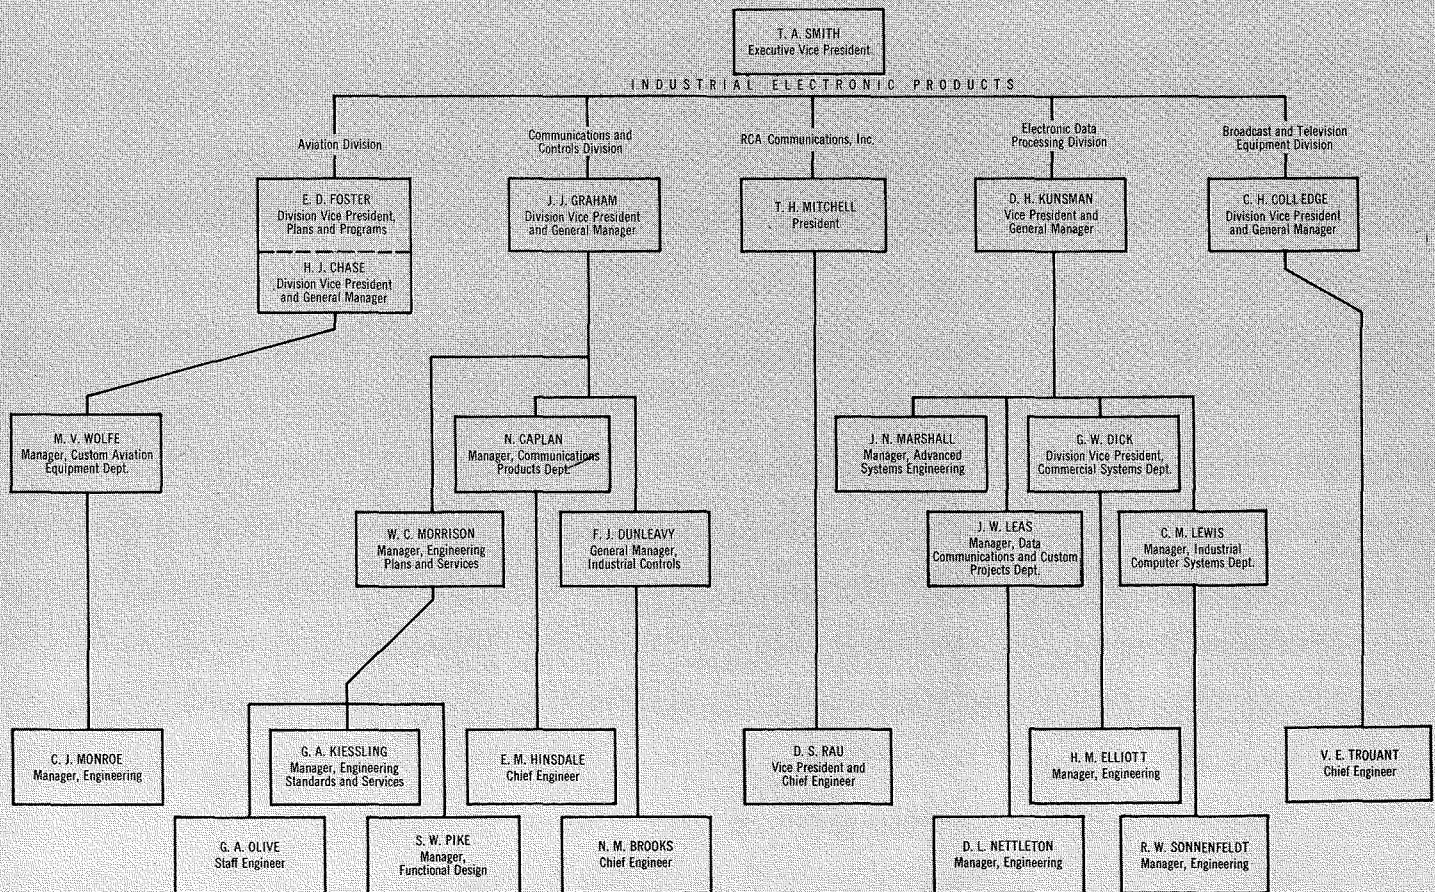 T. A. SMITH
Executive Vice President
INDUSTRIAL ELECTRONIC PRODUCTS
Aviation Division
Communications and
Controls Division
RCA Communications, Inc.
Electronic Data
Processing Division
Broadcast and Television
Equipment Division
E. D. FOSTER
Division Vice President,
Plans and Programs
H. J. CHASE
Division Vice President
and General Manager
J. J. GRAHAM
Division Vice President
and General Manager
T. H. MITCHELL
President
D. H. KUNSMAN
Vice President and
General Manager
C. H. COLLEDGE
Division Vice President
and General Manager
M. V. WOLFE
Manager, Custom Aviation
Equipment Dept.
N. CAPLAN
Manager, Communications
Products Dept.
J. N. MARSHALL
Manager, Advanced
Systems Engineering
G. W. DICK
Division Vice President,
Commercial Systems Dept.
W. C. MORRISON
Manager, Engineering
Plans and Services
F. J. DUNLEAVY
General Manager,
Industrial Controls
J. W. LEAS
Manager, Data
Communications and Custom
Projects Dept.
C. M. LEWIS
Manager, Industrial
Computer Systems Dept.
C. J. MONROE
Manager, Engineering
G. A. KIESSLING
Manager, Engineering
Standards and Services
E. M. HINSDALE
Chief Engineer
D. S. RAU
Vice President and
Chief Engineer
H. M. ELLIOTT
Manager, Engineering
V. E. TROUANT
Chief Engineer
G. A. OLIVE
Staff Engineer
S. W. PIKE
Manager,
Functional Design
N. M. BROOKS
Chief Engineer
D. L. NETTLETON
Manager, Engineering
R. W. SONNENFELDT
Manager, Engineering